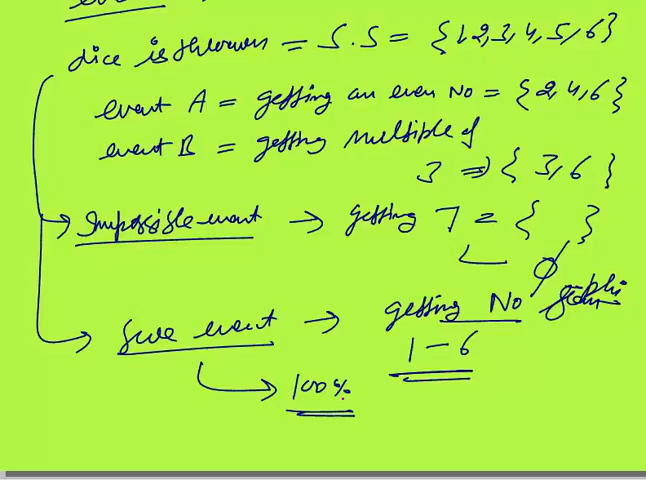 dice is thrown = S.S = {1,2,3,4,5,6}
event A = getting an even No = {2,4,6}
event B = getting multiple of
3 => { 3,6 }
Impossible event → getting 7 = { }
φ phi
Sure event → getting No
1 - 6
100%